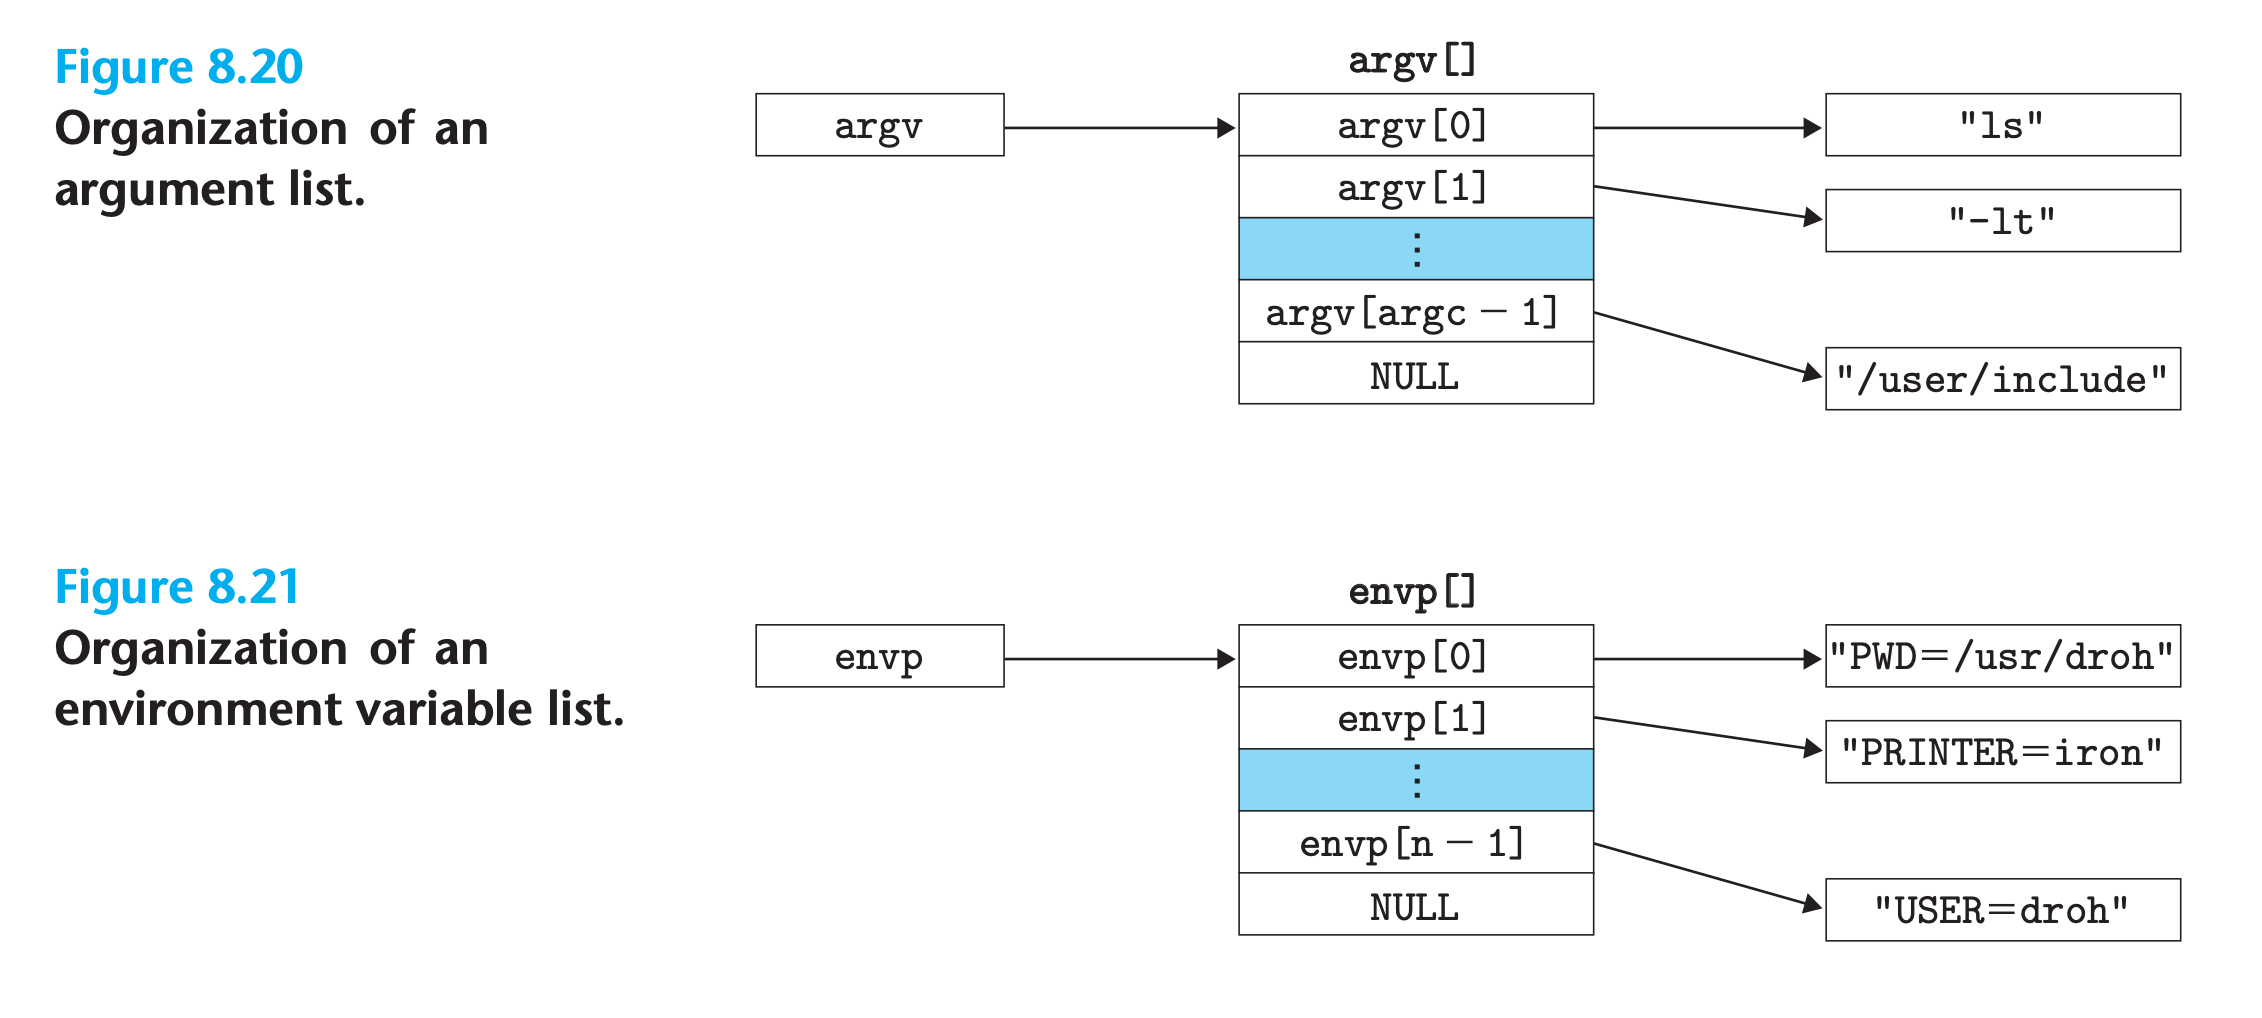 Figure 8.20
Organization of an
argument list.
argv[]
argv
argv[0]
"ls"
argv[1]
"-lt"
⋮
argv[argc − 1]
"/user/include"
NULL
Figure 8.21
Organization of an
environment variable list.
envp[]
envp
envp[0]
"PWD=/usr/droh"
envp[1]
"PRINTER=iron"
⋮
envp[n − 1]
"USER=droh"
NULL